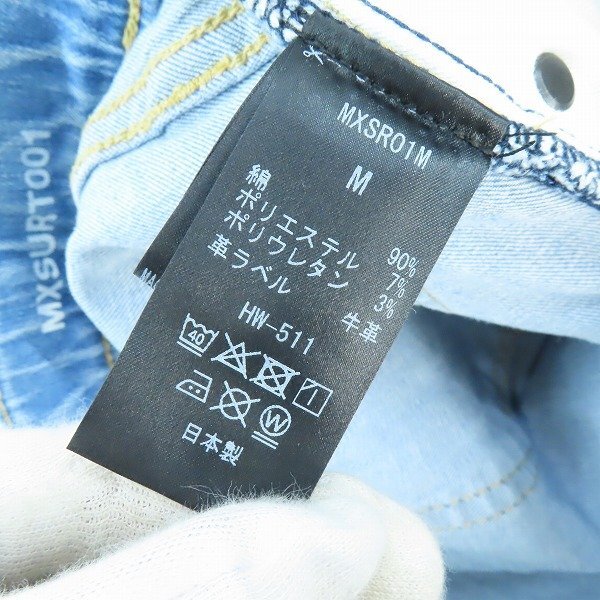 MXSR01M
M
綿 90%
ポリエステル 7%
ポリウレタン 3%
革ラベル 牛革
HW-511
40
日本製
MXSURT001